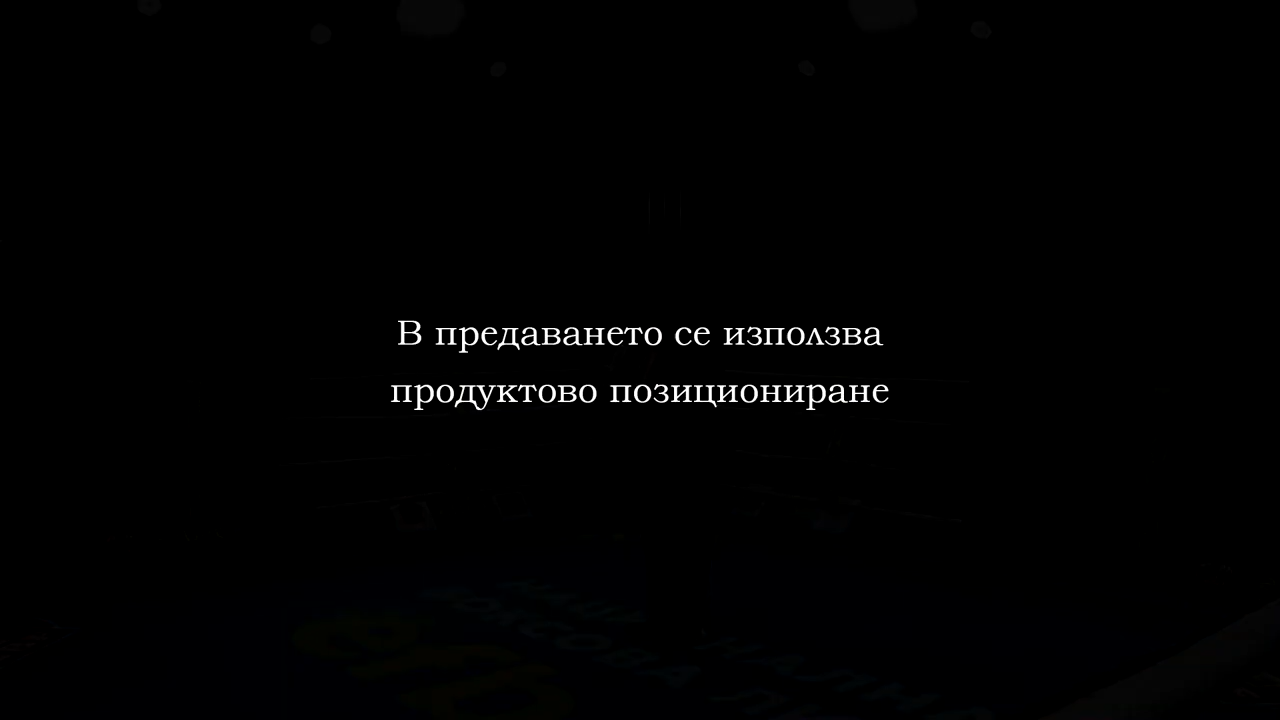 В предаването се използва
продуктово позициониране